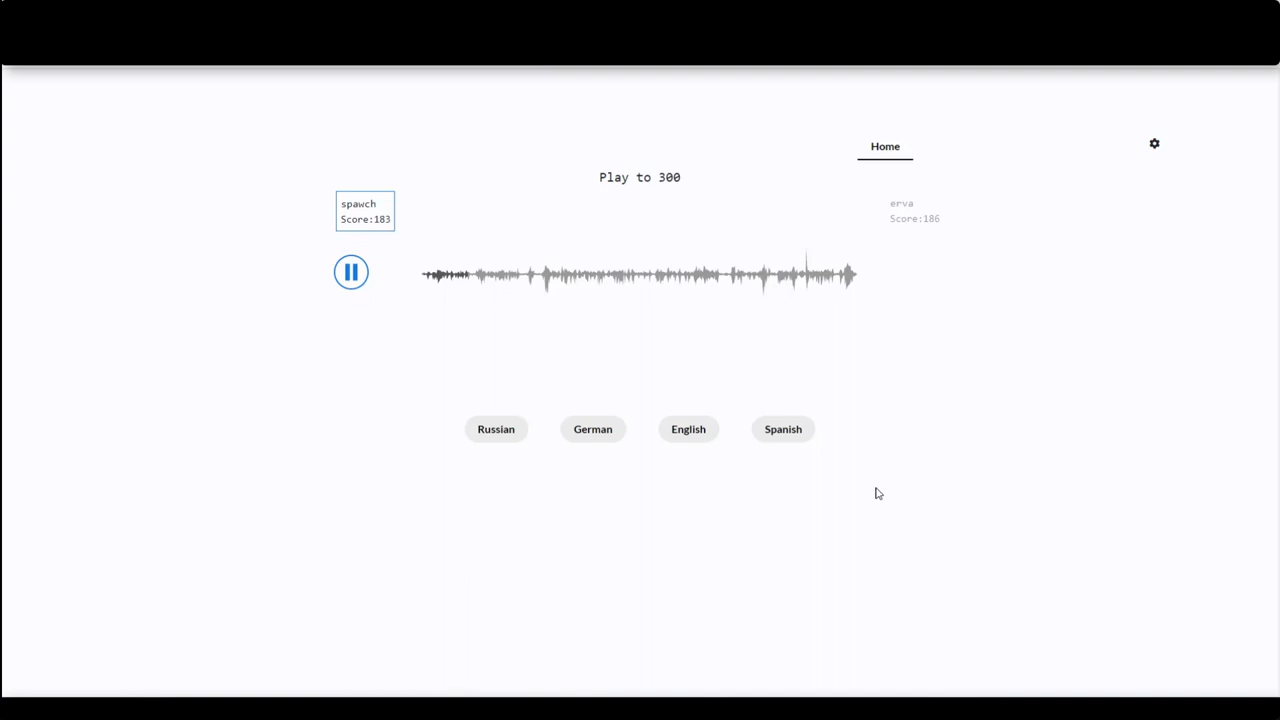 Home
Play to 300
spawch
Score:183
erva
Score:186
Russian
German
English
Spanish